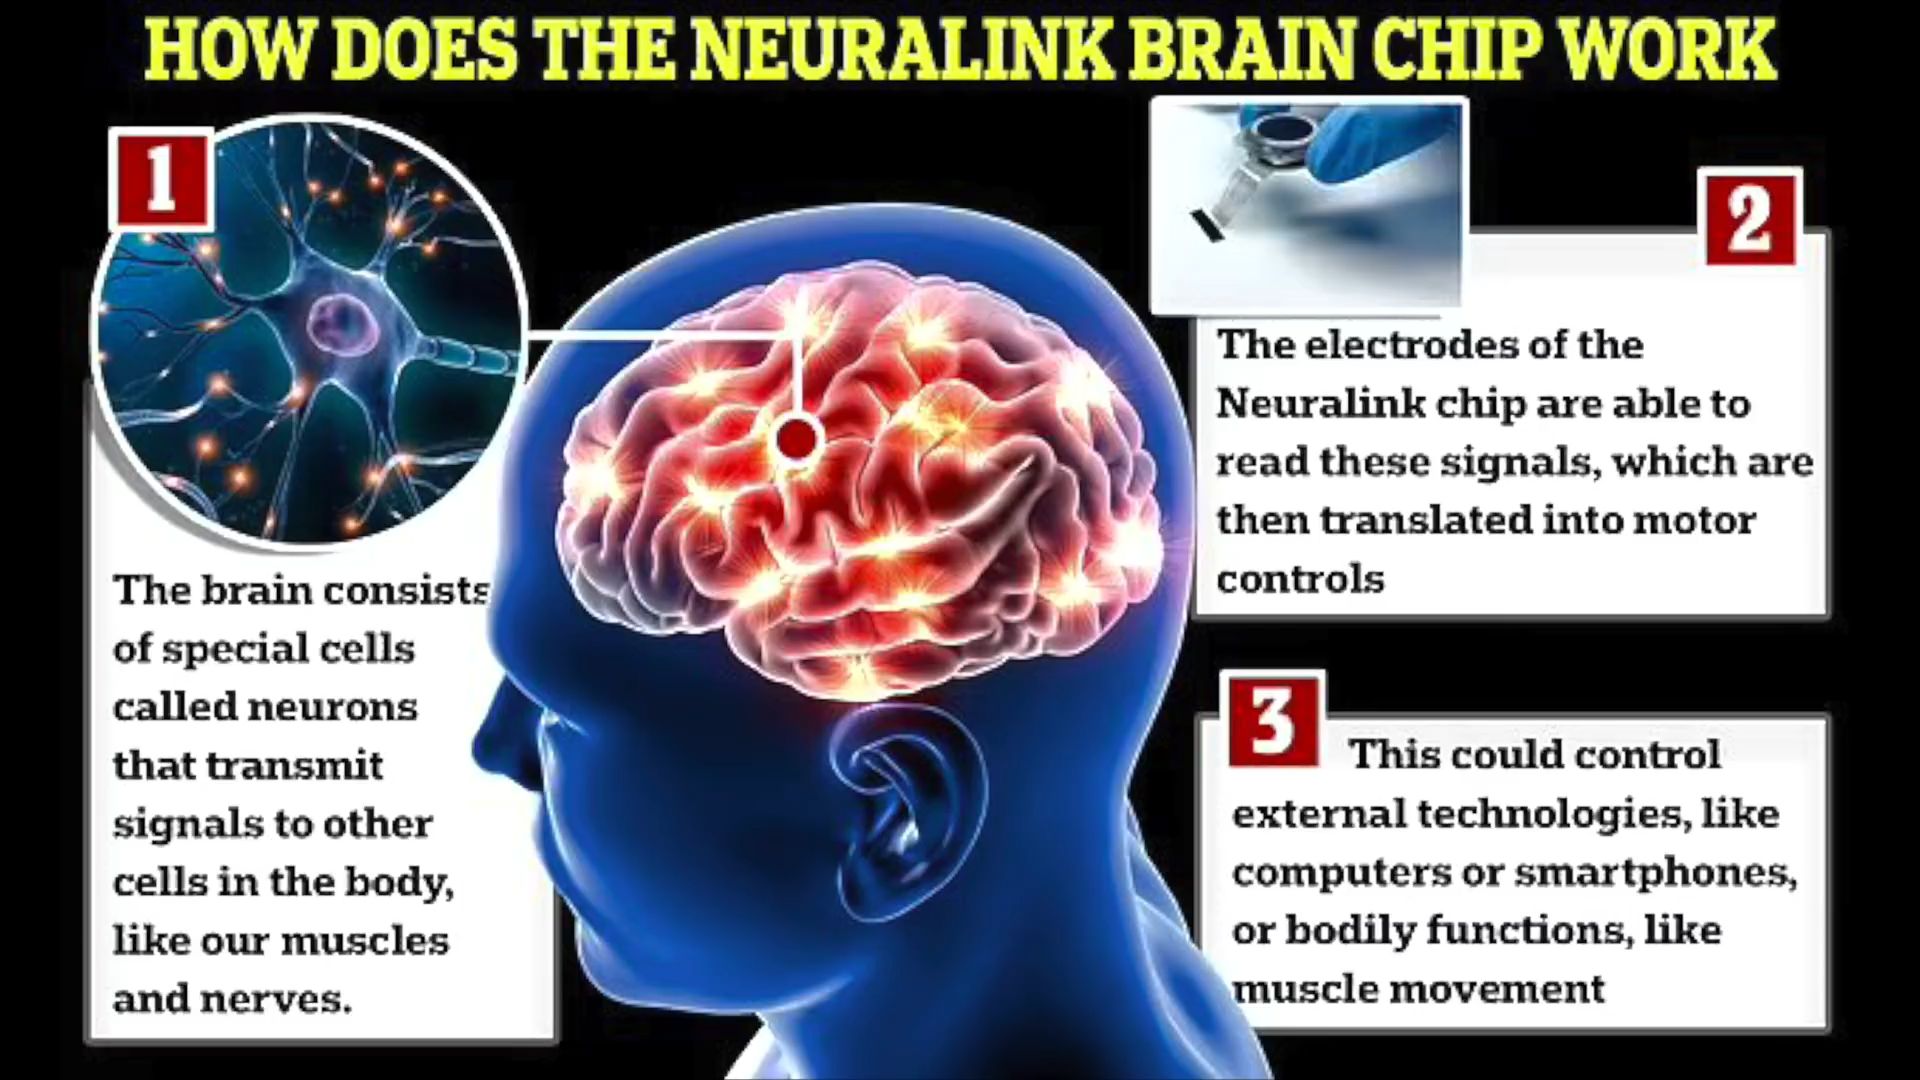 HOW DOES THE NEURALINK BRAIN CHIP WORK
1
The brain consists
of special cells
called neurons
that transmit
signals to other
cells in the body,
like our muscles
and nerves.
2
The electrodes of the
Neuralink chip are able to
read these signals, which are
then translated into motor
controls
3
This could control
external technologies, like
computers or smartphones,
or bodily functions, like
muscle movement